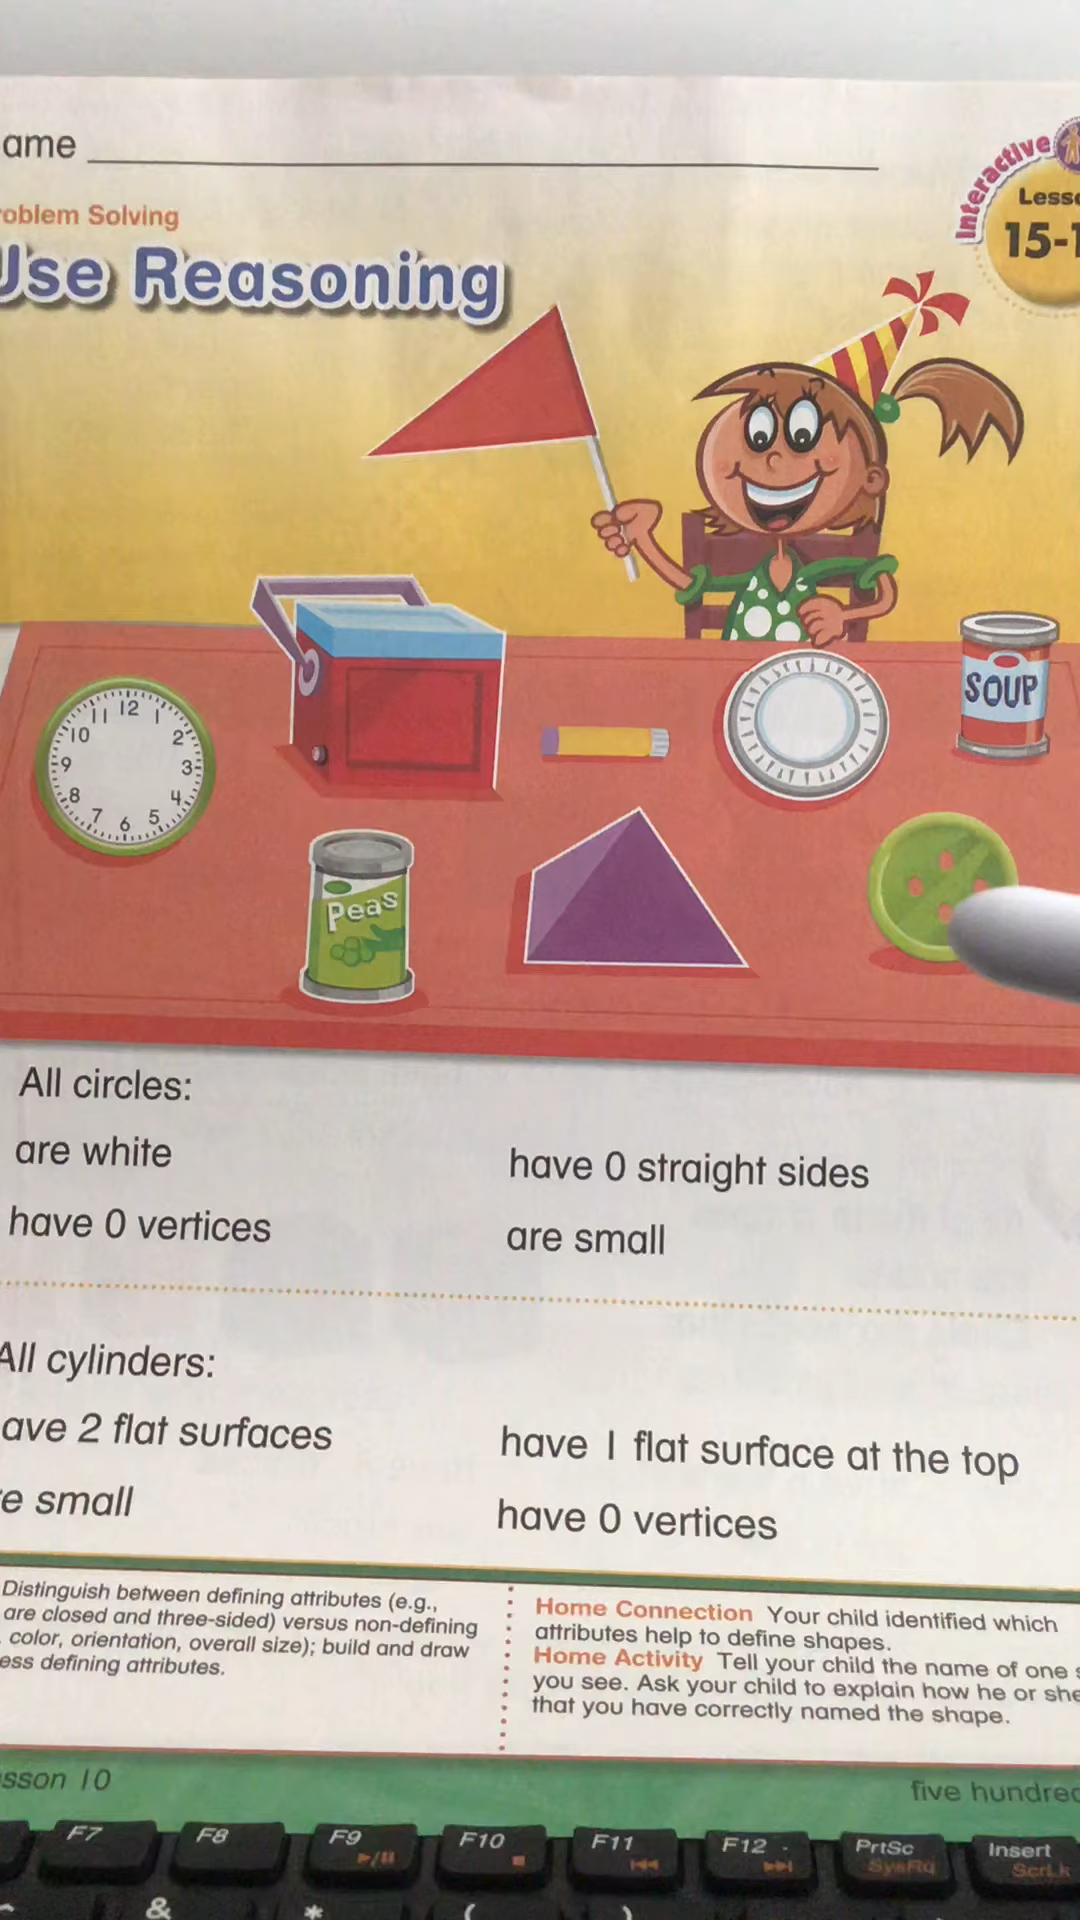 ame
roblem Solving
Use Reasoning
Interactive
Lesso
15-1
12
11 1
10 2
9 3
8 4
7 6 5
SOUP
Peas
All circles:
are white
have 0 straight sides
have 0 vertices
are small
All cylinders:
ave 2 flat surfaces
have 1 flat surface at the top
e small
have 0 vertices
Distinguish between defining attributes (e.g.,
are closed and three-sided) versus non-defining
color, orientation, overall size); build and draw
ess defining attributes.
Home Connection Your child identified which
attributes help to define shapes.
Home Activity Tell your child the name of one s
you see. Ask your child to explain how he or she
that you have correctly named the shape.
sson 10
five hundred
F7 F8 F9 F10 F11 F12 PrtSc Insert
SysRq ScrLk
& * ( )